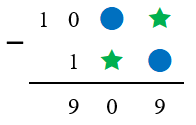 1 0 ● ★
− 1 ★ ●
9 0 9